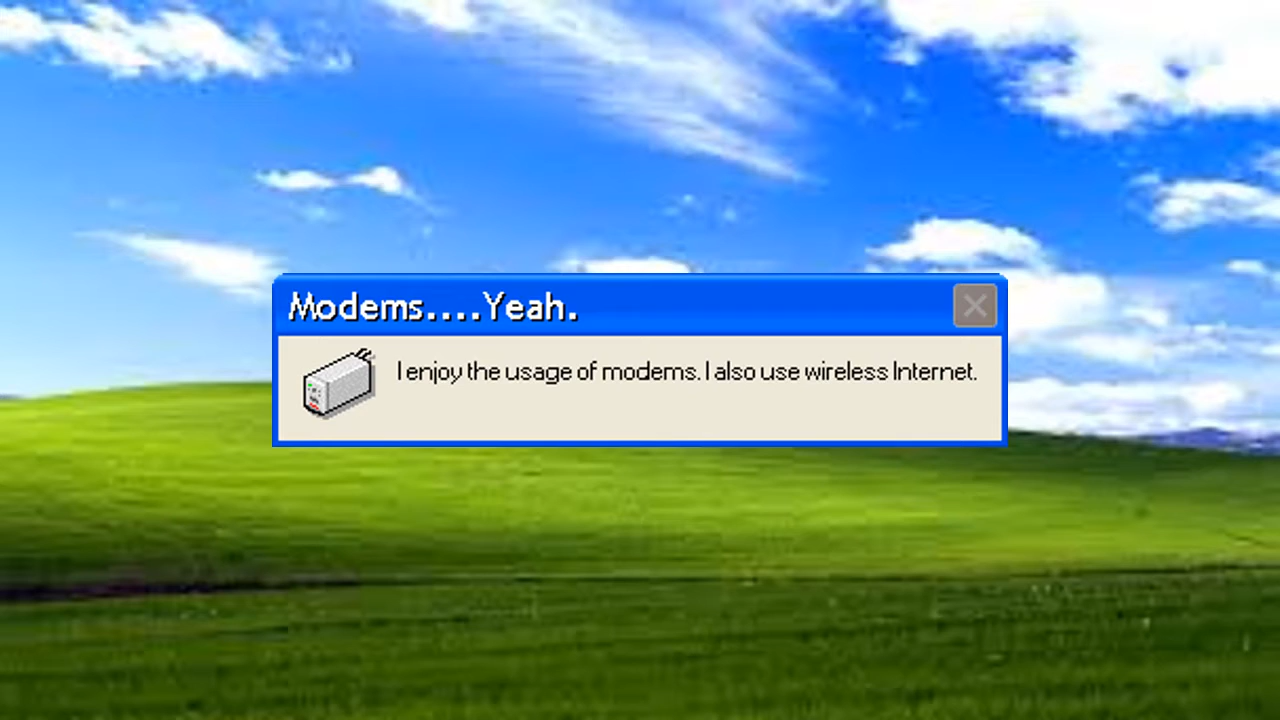 Modems....Yeah.
I enjoy the usage of modems. I also use wireless Internet.